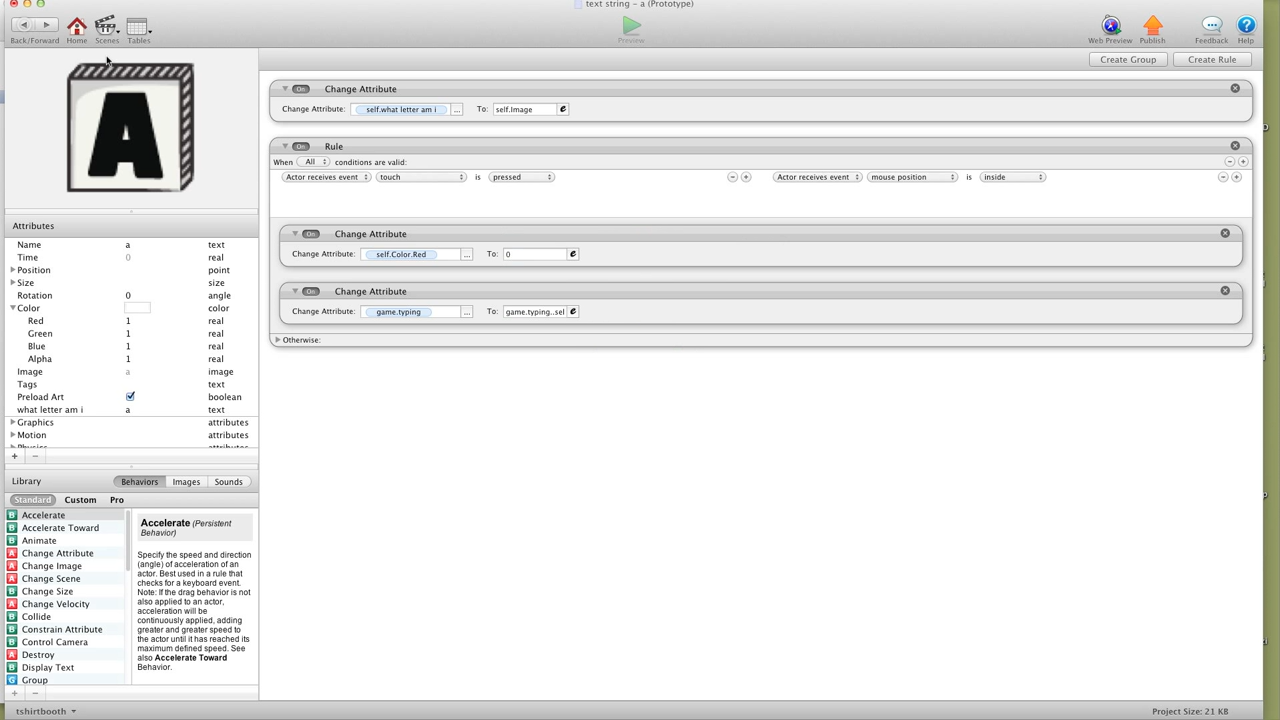 text string – a (Prototype)
Back/Forward Home Scenes Tables Preview Web Preview Publish Feedback Help
Create Group Create Rule
A
On Change Attribute
Change Attribute: self.what letter am i ... To: self.Image e
On Rule
When All conditions are valid:
Actor receives event touch is pressed Actor receives event mouse position is inside
On Change Attribute
Change Attribute: self.Color.Red ... To: 0 e
On Change Attribute
Change Attribute: game.typing ... To: game.typing..sel e
Otherwise:
Attributes
Name a text
Time 0 real
Position point
Size size
Rotation 0 angle
Color color
Red 1 real
Green 1 real
Blue 1 real
Alpha 1 real
Image a image
Tags text
Preload Art boolean
what letter am i a text
Graphics attributes
Motion attributes
Physics attributes
Library Behaviors Images Sounds
Standard Custom Pro
B Accelerate
B Accelerate Toward
B Animate
A Change Attribute
A Change Image
A Change Scene
B Change Size
A Change Velocity
B Collide
B Constrain Attribute
B Control Camera
A Destroy
B Display Text
G Group
Accelerate (Persistent
Behavior)
Specify the speed and direction
(angle) of acceleration of an
actor. Best used in a rule that
checks for a keyboard event.
Note: If the drag behavior is
not also applied to an actor,
acceleration will be
continuously applied, adding
greater and greater speed to
the actor until it has reached its
maximum defined speed. See
also Accelerate Toward
Behavior.
tshirtbooth Project Size: 21 KB